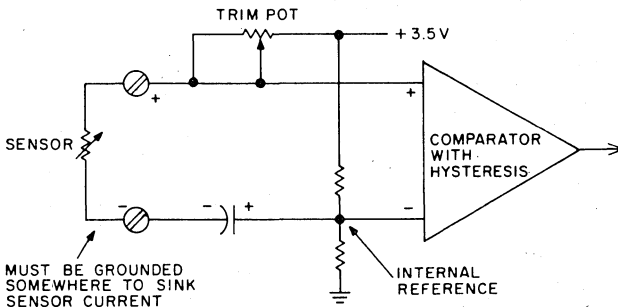 TRIM POT
+3.5V
+
+
SENSOR
COMPARATOR
WITH
HYSTERESIS
-
- +
-
MUST BE GROUNDED
SOMEWHERE TO SINK
SENSOR CURRENT
INTERNAL
REFERENCE